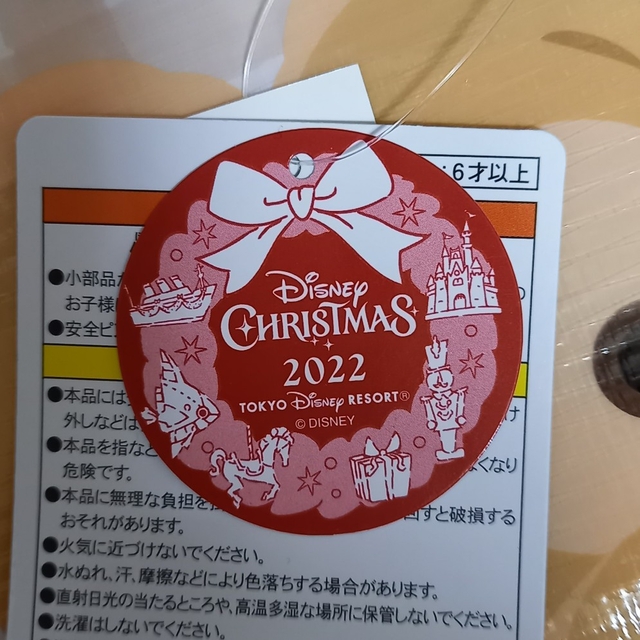 ：6才以上
●小部品が
お子様
●安全ピ
●本品には
外しなどは
●本品を指など
なくなり
危険です。
●本品に無理な負担を
回すと破損する
おそれがあります。
●火気に近づけないでください。
●水ぬれ、汗、摩擦などにより色落ちする場合があります。
●直射日光の当たるところや、高温多湿な場所に保管しないでください。
●洗濯はしないでください。
Disney
CHRISTMAS
2022
TOKYO Disney RESORT®
© DISNEY